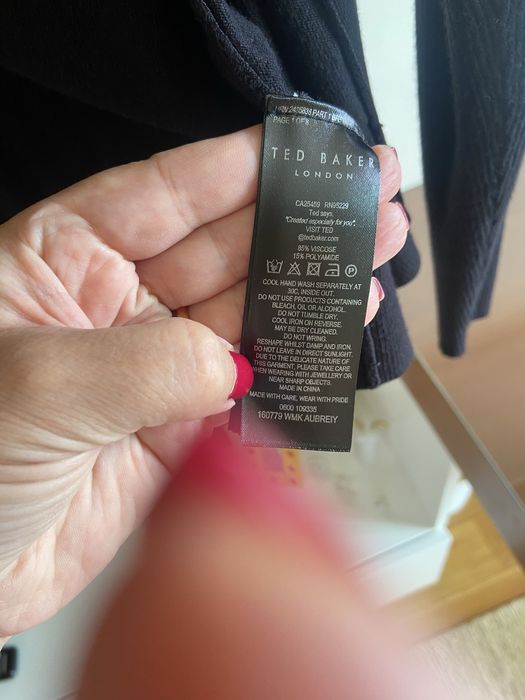 PAGE 1 OF 8
TED BAKER
LONDON
CA25459 RN95229
Ted says,
"Created especially for you".
VISIT TED
@tedbaker.com
85% VISCOSE
15% POLYAMIDE
COOL HAND WASH SEPARATELY AT
30C, INSIDE OUT.
DO NOT USE PRODUCTS CONTAINING
BLEACH, OIL OR ALCOHOL.
DO NOT TUMBLE DRY.
COOL IRON ON REVERSE.
MAY BE DRY CLEANED.
DO NOT WRING.
RESHAPE WHILST DAMP AND IRON.
DO NOT LEAVE IN DIRECT SUNLIGHT.
DUE TO THE DELICATE NATURE OF
THIS GARMENT, PLEASE TAKE CARE
WHEN WEARING WITH JEWELLERY OR
NEAR SHARP OBJECTS.
MADE IN CHINA
MADE WITH CARE, WEAR WITH PRIDE
0600 109335
160779 WMK AUBREIY